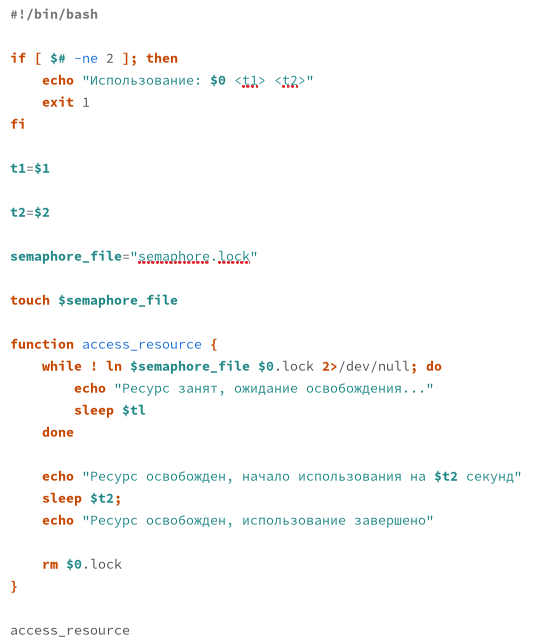 #!/bin/bash
if [ $# -ne 2 ]; then
echo "Использование: $0 <t1> <t2>"
exit 1
fi
t1=$1
t2=$2
semaphore_file="semaphore.lock"
touch $semaphore_file
function access_resource {
while ! ln $semaphore_file $0.lock 2>/dev/null; do
echo "Ресурс занят, ожидание освобождения..."
sleep $tl
done
echo "Ресурс освобожден, начало использования на $t2 секунд"
sleep $t2;
echo "Ресурс освобожден, использование завершено"
rm $0.lock
}
access_resource